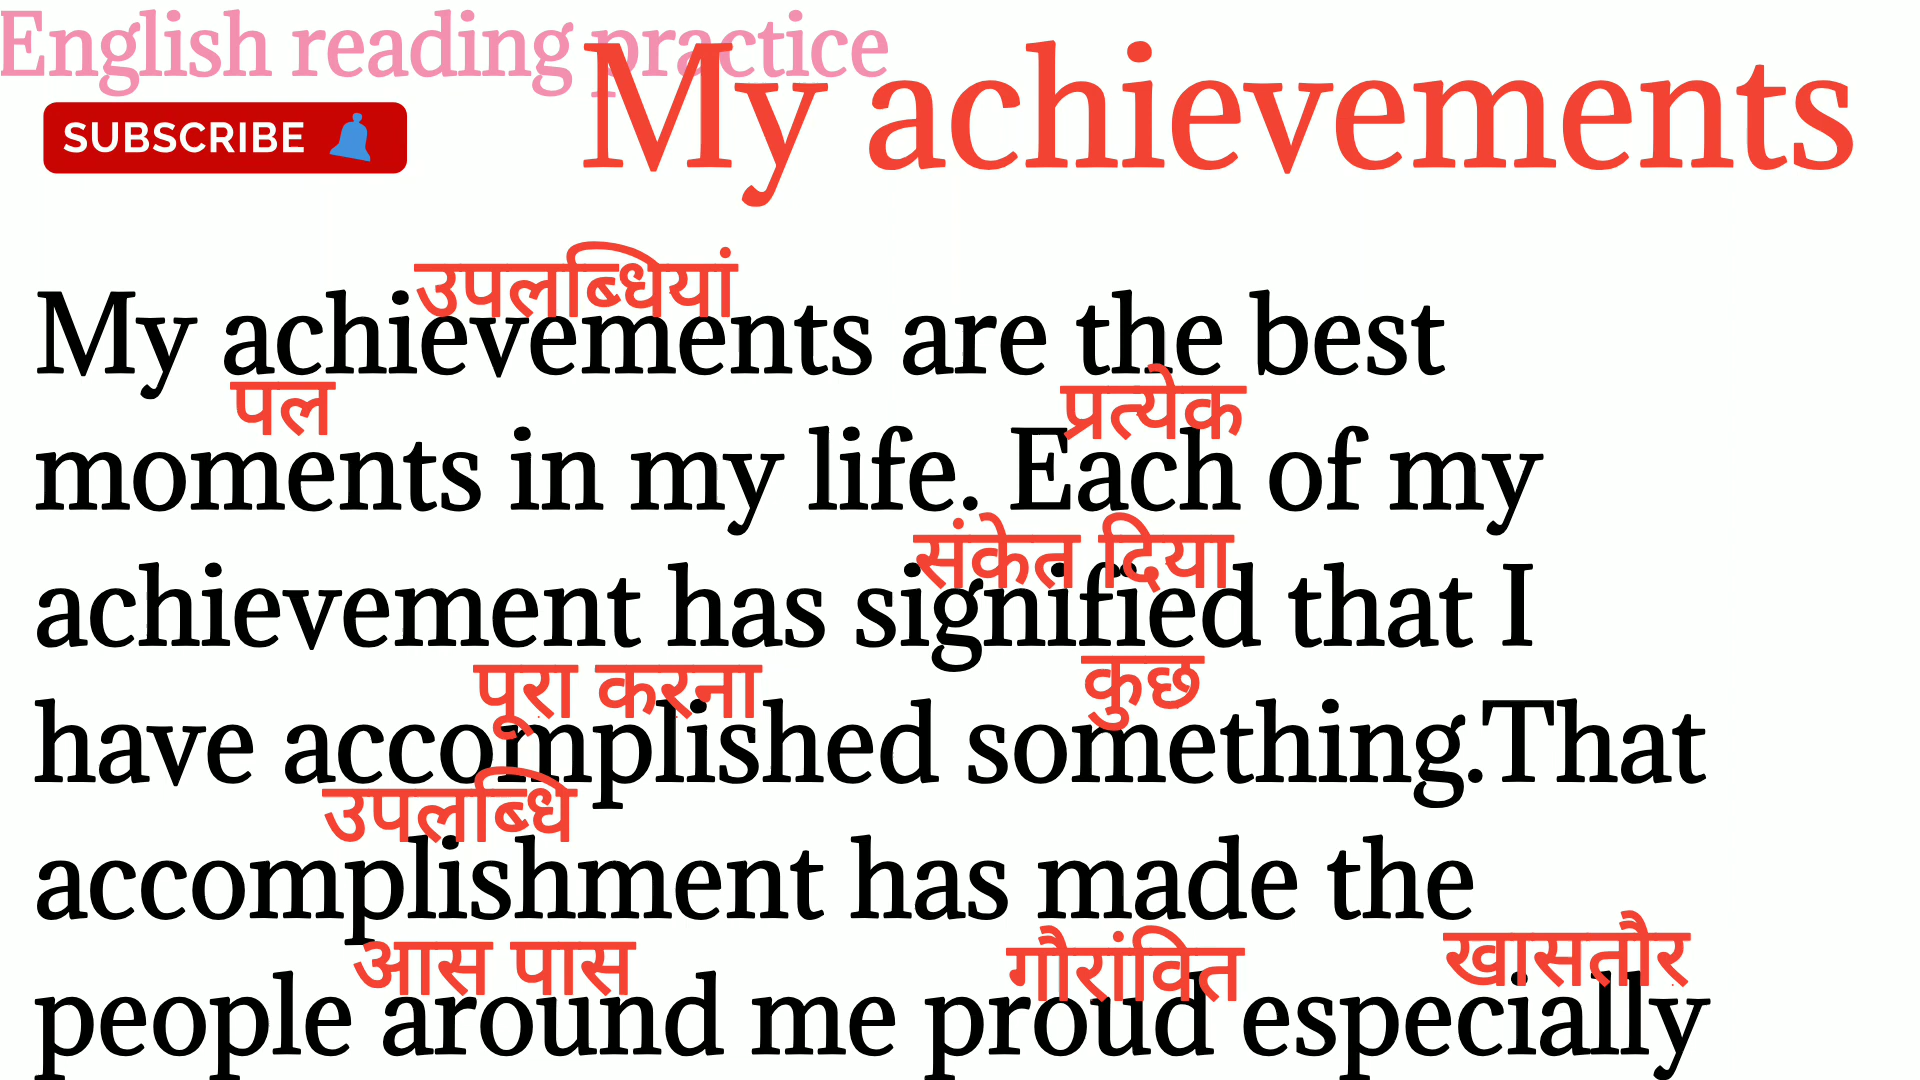 English reading practice
My achievements
SUBSCRIBE
उपलब्धियां
My achievements are the best
पल प्रत्येक
moments in my life. Each of my
संकेत दिया
achievement has signified that I
पूरा करना कुछ
have accomplished something.That
उपलब्धि
accomplishment has made the
आस पास गौरांवित खासतौर
people around me proud especially